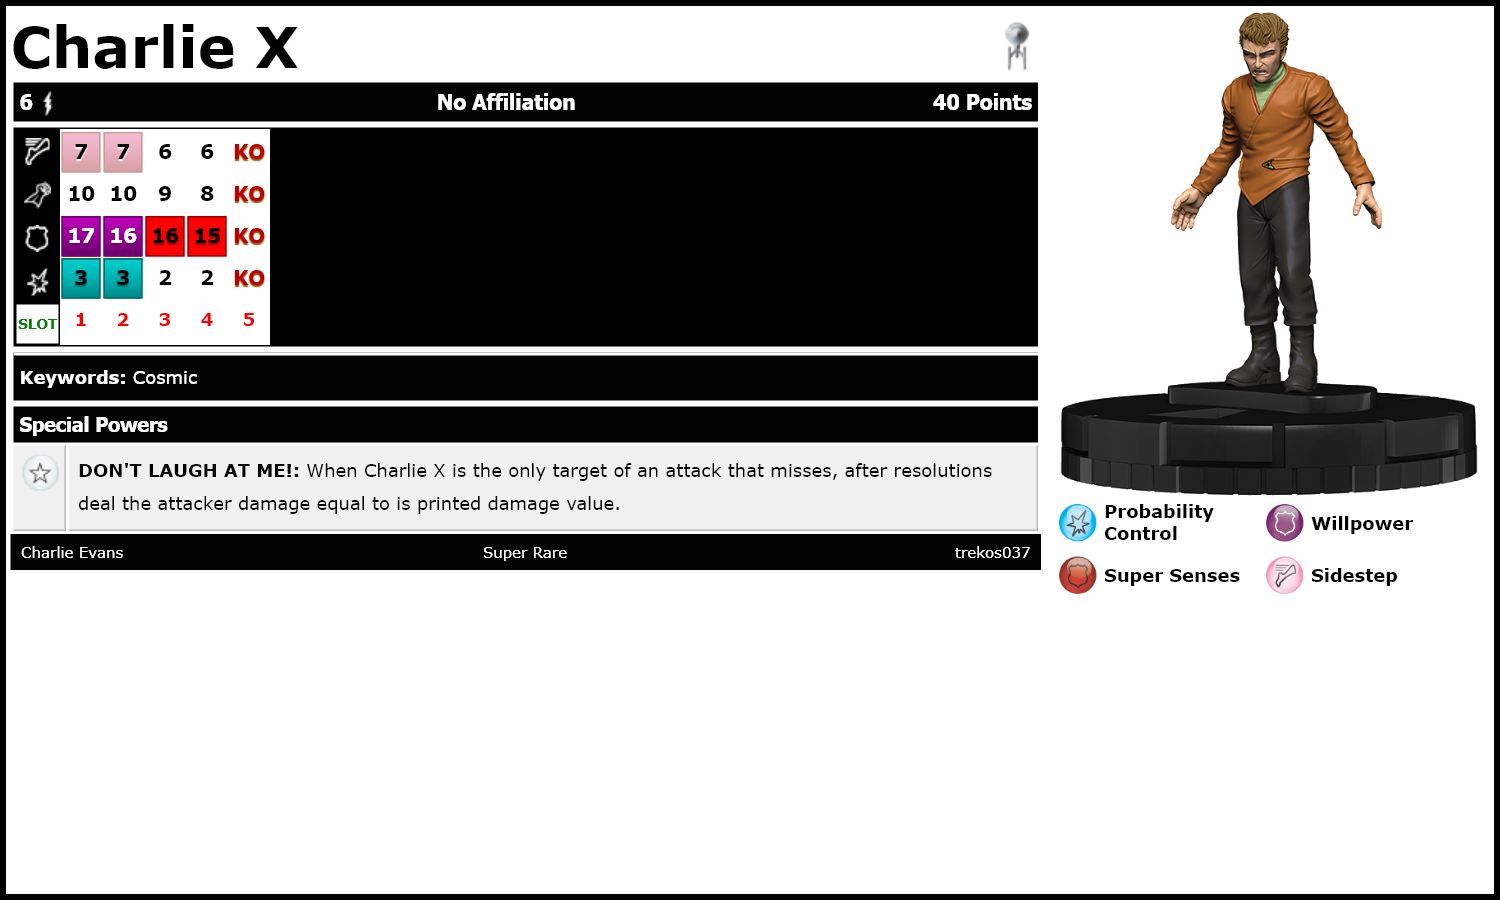 Charlie X
6 No Affiliation 40 Points
7 7 6 6 KO
10 10 9 8 KO
17 16 16 15 KO
3 3 2 2 KO
SLOT 1 2 3 4 5
Keywords: Cosmic
Special Powers
DON'T LAUGH AT ME!: When Charlie X is the only target of an attack that misses, after resolutions
deal the attacker damage equal to is printed damage value.
Charlie Evans Super Rare trekos037
Probability
Control
Willpower
Super Senses
Sidestep